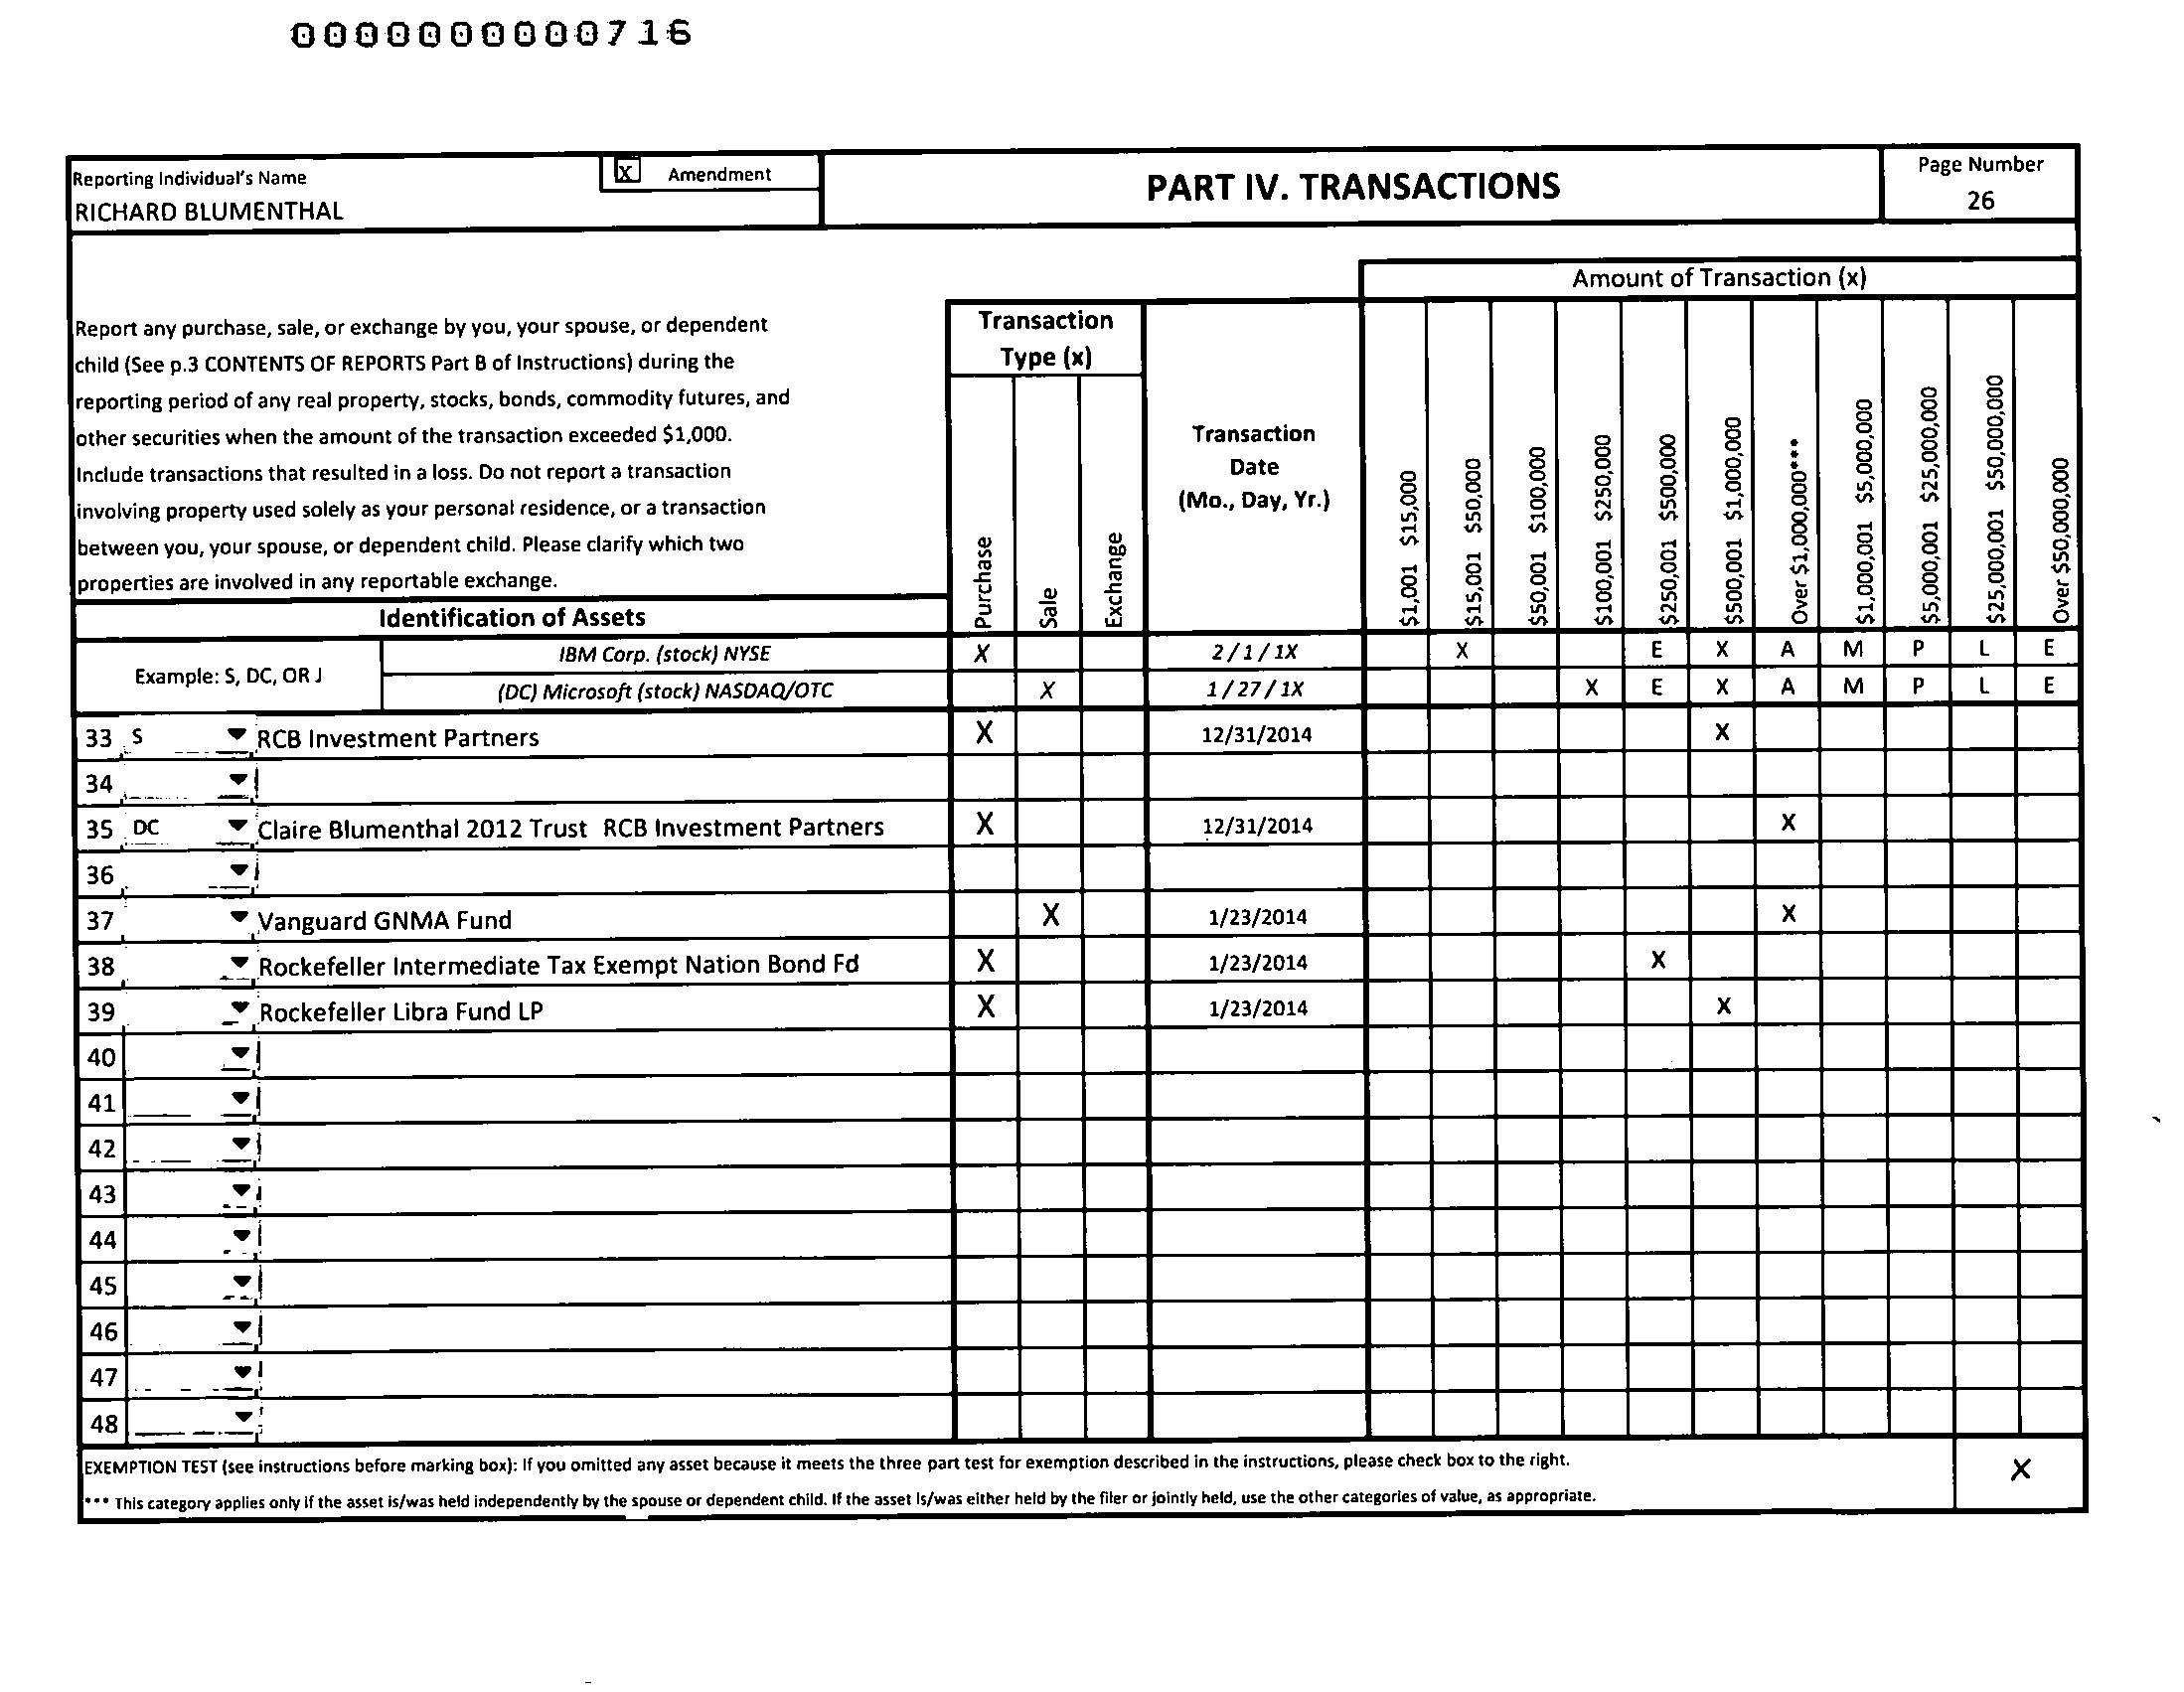 0000000000716
Reporting Individual's Name
X Amendment
RICHARD BLUMENTHAL
PART IV. TRANSACTIONS
Page Number
26
Report any purchase, sale, or exchange by you, your spouse, or dependent
child (See p.3 CONTENTS OF REPORTS Part B of Instructions) during the
reporting period of any real property, stocks, bonds, commodity futures, and
other securities when the amount of the transaction exceeded $1,000.
Include transactions that resulted in a loss. Do not report a transaction
involving property used solely as your personal residence, or a transaction
between you, your spouse, or dependent child. Please clarify which two
properties are involved in any reportable exchange.
Identification of Assets
Transaction
Type (x)
Purchase
Sale
Exchange
Transaction
Date
(Mo., Day, Yr.)
Amount of Transaction (x)
$1,001 $15,000
$15,001 $50,000
$50,001 $100,000
$100,001 $250,000
$250,001 $500,000
$500,001 $1,000,000
Over $1,000,000***
$1,000,001 $5,000,000
$5,000,001 $25,000,000
$25,000,001 $50,000,000
Over $50,000,000
Example: S, DC, OR J
IBM Corp. (stock) NYSE X 2 / 1 / 1X X E X A M P L E
(DC) Microsoft (stock) NASDAQ/OTC X 1 / 27 / 1X X E X A M P L E
33 S RCB Investment Partners X 12/31/2014 X
34
35 DC Claire Blumenthal 2012 Trust RCB Investment Partners X 12/31/2014 X
36
37 Vanguard GNMA Fund X 1/23/2014 X
38 Rockefeller Intermediate Tax Exempt Nation Bond Fd X 1/23/2014 X
39 Rockefeller Libra Fund LP X 1/23/2014 X
40
41
42
43
44
45
46
47
48
EXEMPTION TEST (see instructions before marking box): If you omitted any asset because it meets the three part test for exemption described in the instructions, please check box to the right. X
*** This category applies only if the asset is/was held independently by the spouse or dependent child. If the asset is/was either held by the filer or jointly held, use the other categories of value, as appropriate.